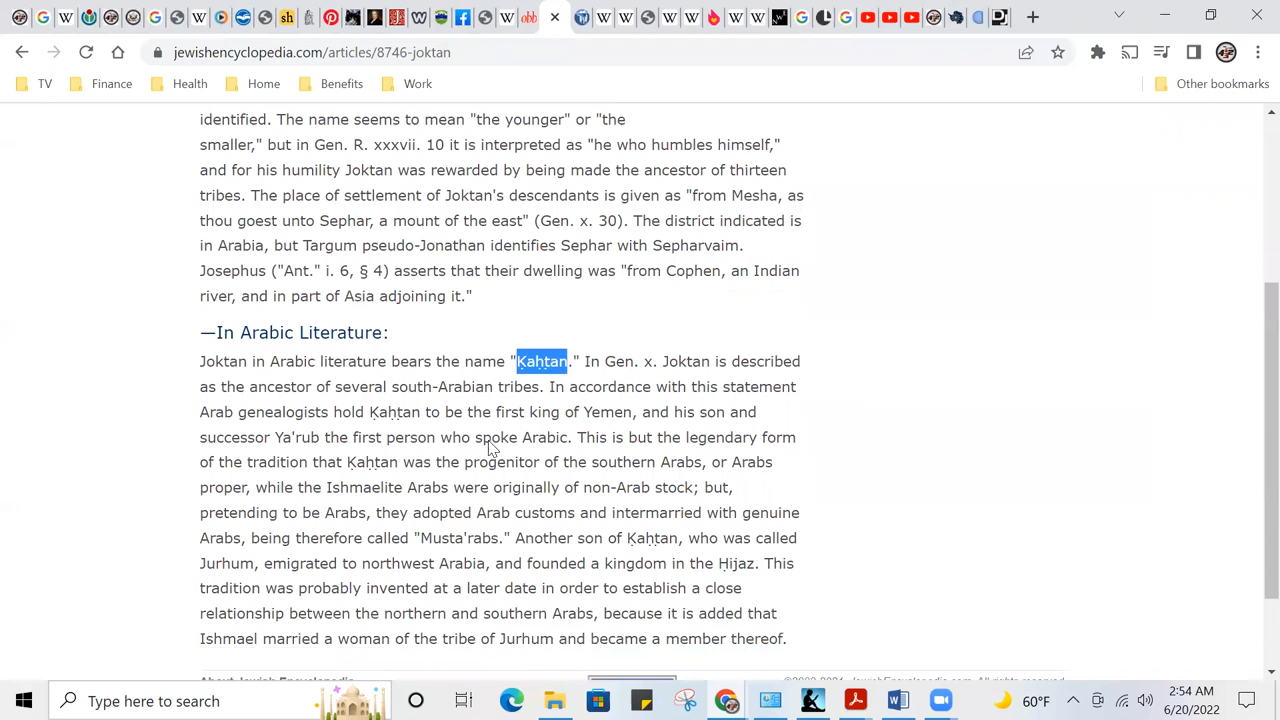 jewishencyclopedia.com/articles/8746-joktan
TV Finance Health Home Benefits Work Other bookmarks
identified. The name seems to mean "the younger" or "the
smaller," but in Gen. R. xxxvii. 10 it is interpreted as "he who humbles himself,"
and for his humility Joktan was rewarded by being made the ancestor of thirteen
tribes. The place of settlement of Joktan's descendants is given as "from Mesha, as
thou goest unto Sephar, a mount of the east" (Gen. x. 30). The district indicated is
in Arabia, but Targum pseudo-Jonathan identifies Sephar with Sepharvaim.
Josephus ("Ant." i. 6, § 4) asserts that their dwelling was "from Cophen, an Indian
river, and in part of Asia adjoining it."
—In Arabic Literature:
Joktan in Arabic literature bears the name "Ḳaḥṭan." In Gen. x. Joktan is described
as the ancestor of several south-Arabian tribes. In accordance with this statement
Arab genealogists hold Ḳaḥṭan to be the first king of Yemen, and his son and
successor Ya'rub the first person who spoke Arabic. This is but the legendary form
of the tradition that Ḳaḥṭan was the progenitor of the southern Arabs, or Arabs
proper, while the Ishmaelite Arabs were originally of non-Arab stock; but,
pretending to be Arabs, they adopted Arab customs and intermarried with genuine
Arabs, being therefore called "Musta'rabs." Another son of Ḳaḥṭan, who was called
Jurhum, emigrated to northwest Arabia, and founded a kingdom in the Ḥijaz. This
tradition was probably invented at a later date in order to establish a close
relationship between the northern and southern Arabs, because it is added that
Ishmael married a woman of the tribe of Jurhum and became a member thereof.
Type here to search
60°F
2:54 AM
6/20/2022